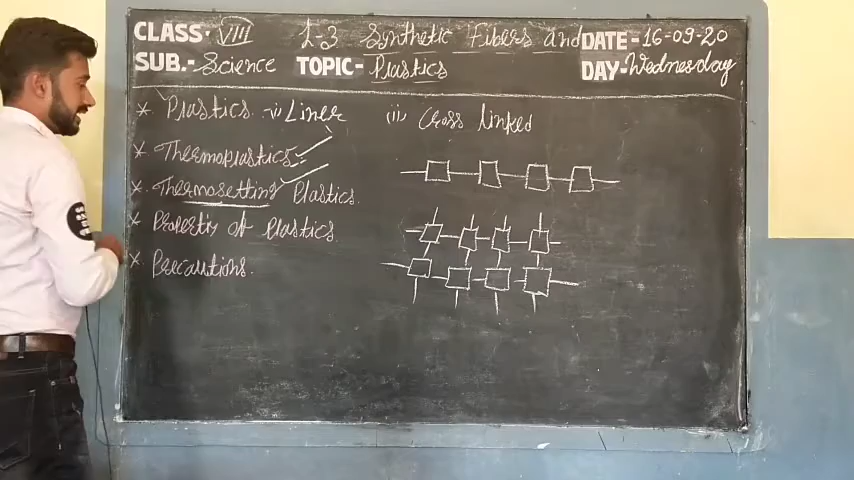 CLASS- VIII L-3 Synthetic Fibers and DATE - 16-09-20
SUB.- Science TOPIC- Plastics DAY- Wednesday
* Plastics - (i) Liner (ii) Cross linked
* Thermoplastics
* Thermosetting Plastics.
* Property of Plastics.
* Precautions.